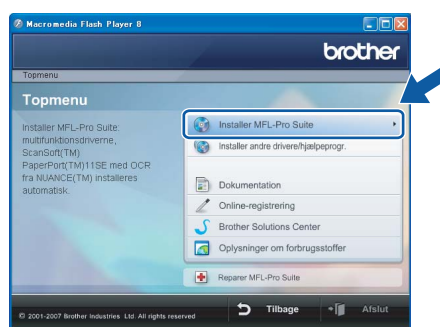 Macromedia Flash Player 8
brother
Topmenu
Topmenu
Installer MFL-Pro Suite:
multifunktionsdriverne,
ScanSoft(TM)
PaperPort(TM)11SE med OCR
fra NUANCE(TM) installeres
automatisk.
Installer MFL-Pro Suite
Installer andre drivere/hjælpeprogr.
Dokumentation
Online-registrering
Brother Solutions Center
Oplysninger om forbrugsstoffer
Reparer MFL-Pro Suite
© 2001-2007 Brother Industries Ltd. All rights reserved
Tilbage
Afslut